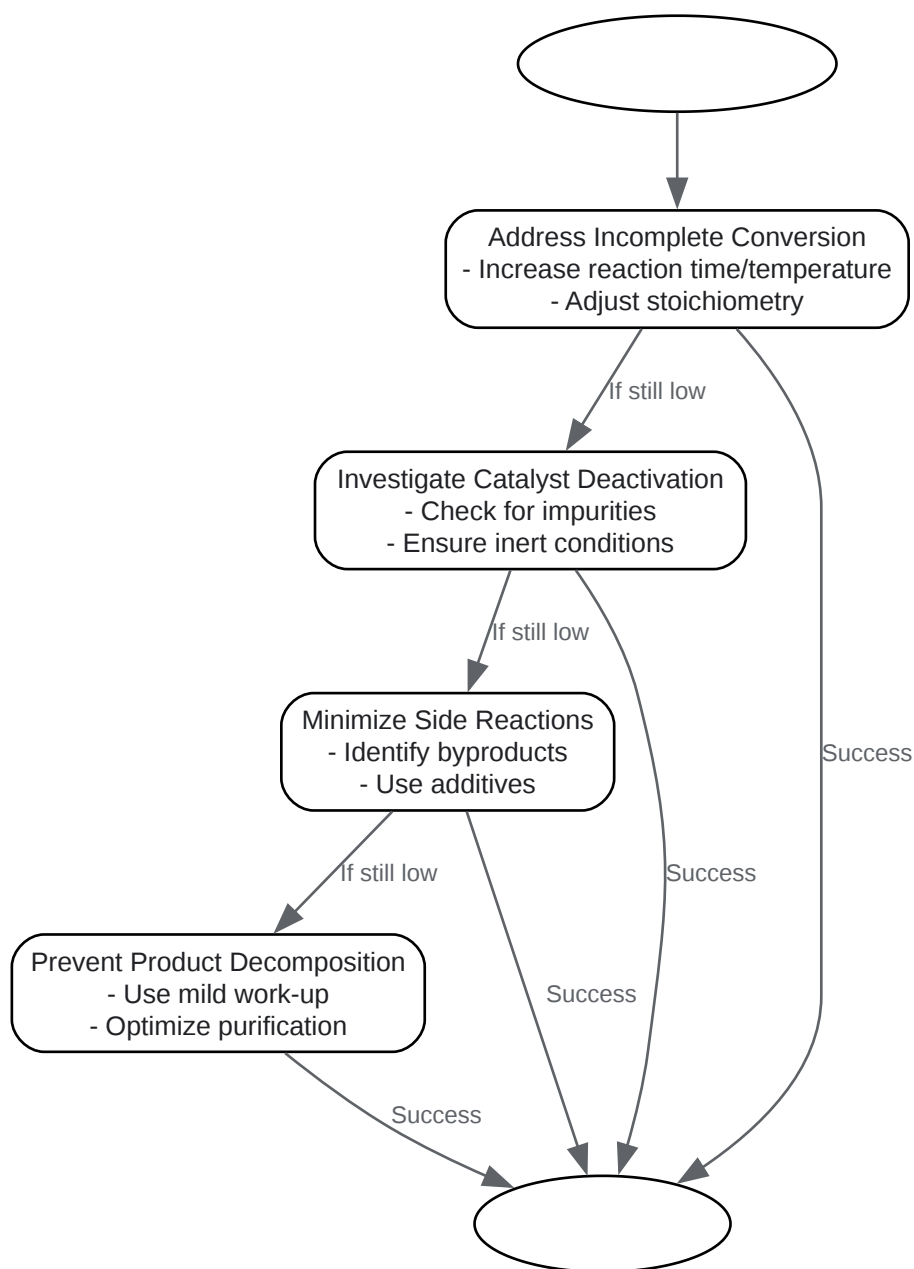 Address Incomplete Conversion
- Increase reaction time/temperature
- Adjust stoichiometry
If still low
Investigate Catalyst Deactivation
- Check for impurities
- Ensure inert conditions
If still low
Minimize Side Reactions
- Identify byproducts
- Use additives
Success
If still low
Success
Prevent Product Decomposition
- Use mild work-up
- Optimize purification
Success
Success